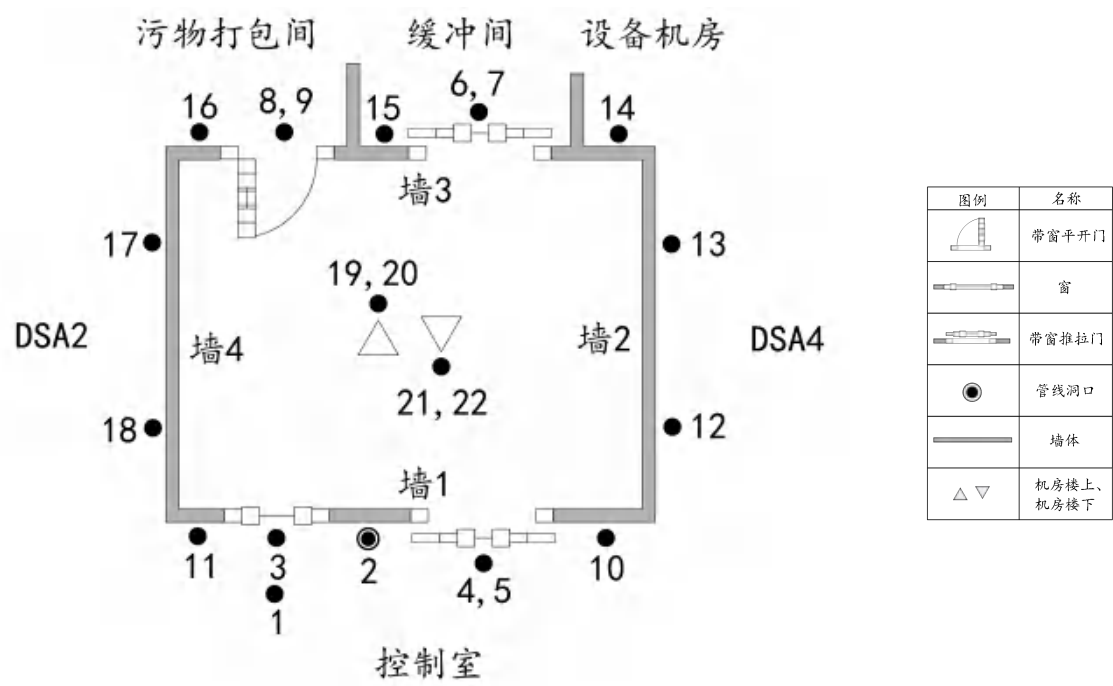 污物打包间 缓冲间 设备机房
16 8, 9 15 6, 7 14
墙3
17 13
19, 20
DSA2 墙4 墙2 DSA4
21, 22
18 12
墙1
11 3 2 4, 5 10
1
控制室
图例 名称
带窗平开门
窗
带窗推拉门
管线洞口
墙体
机房楼上、
机房楼下